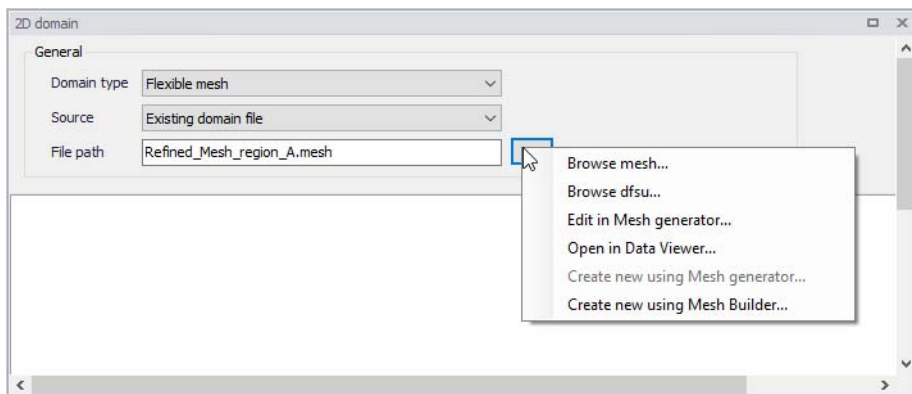 2D domain
General
Domain type Flexible mesh
Source Existing domain file
File path Refined_Mesh_region_A.mesh
Browse mesh...
Browse dfsu...
Edit in Mesh generator...
Open in Data Viewer...
Create new using Mesh generator...
Create new using Mesh Builder...